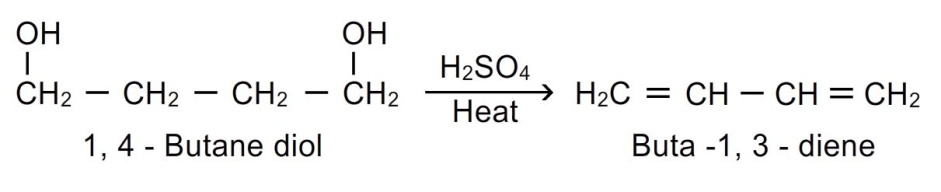 OH OH
CH₂ – CH₂ – CH₂ – CH₂ H₂SO₄ Heat H₂C = CH – CH = CH₂
1, 4 - Butane diol Buta -1, 3 - diene